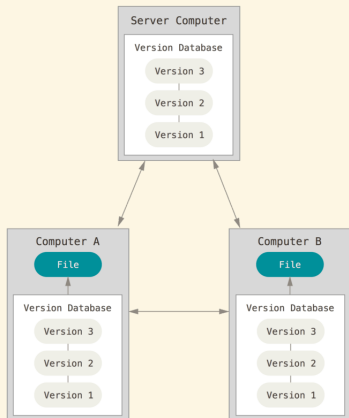 Server Computer
Version Database
Version 3
Version 2
Version 1
Computer A
File
Version Database
Version 3
Version 2
Version 1
Computer B
File
Version Database
Version 3
Version 2
Version 1